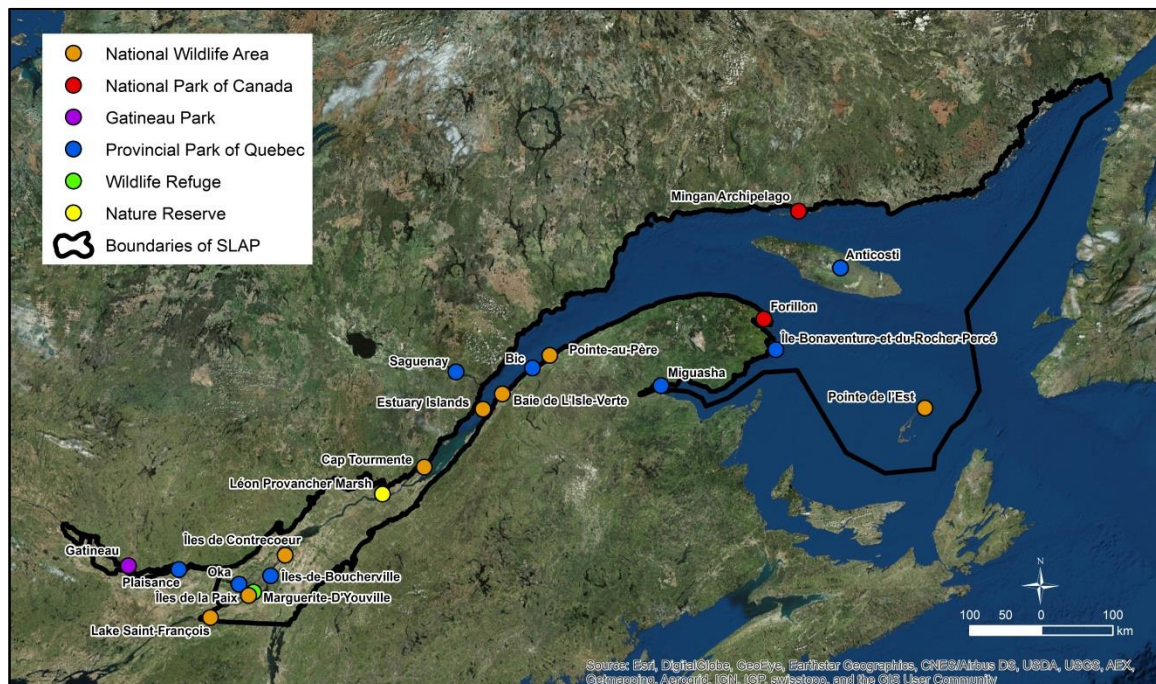 National Wildlife Area
National Park of Canada
Gatineau Park
Provincial Park of Quebec
Wildlife Refuge
Nature Reserve
Boundaries of SLAP
Mingan Archipelago
Anticosti
Forillon
Île-Bonaventure-et-du-Rocher-Percé
Pointe-au-Père
Bic
Saguenay
Miguasha
Baie de L'Isle-Verte
Estuary Islands
Pointe de l'Est
Cap Tourmente
Léon Provancher Marsh
Îles de Contrecoeur
Gatineau
Plaisance
Oka
Îles-de-Boucherville
Îles de la Paix
Marguerite-D'Youville
Lake Saint-François
N
100 0 100
km
Source: Esri, DigitalGlobe, GeoEye, Earthstar Geographics, CNES/Airbus DS, USDA, USGS, AEX,
Getmapping, Aerogrid, IGN, IGP, swisstopo, and the GIS User Community